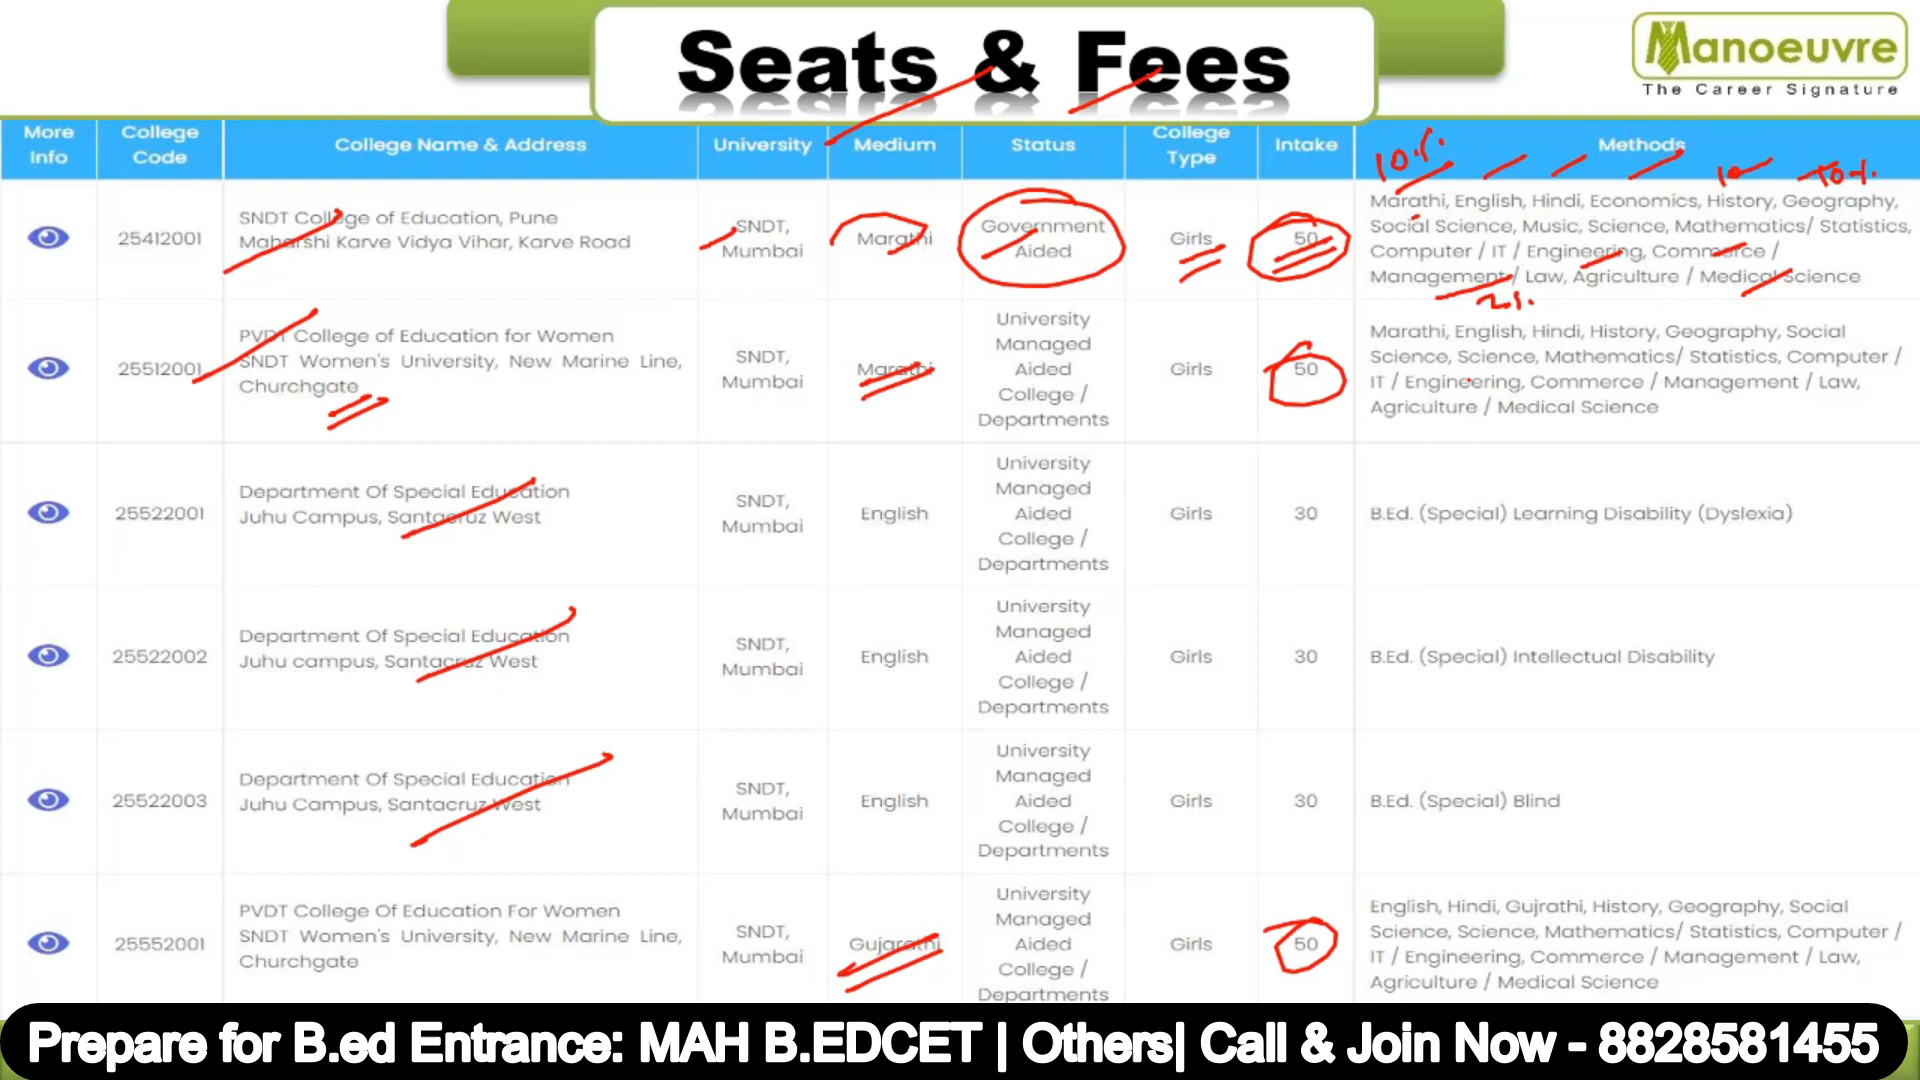 Seats & Fees
Manoeuvre
The Career Signature
More Info
College Code
College Name & Address
University
Medium
Status
College Type
Intake
Methods
10%
10
10%
25412001
SNDT College of Education, Pune
Maharshi Karve Vidya Vihar, Karve Road
SNDT,
Mumbai
Marathi
Government
Aided
Girls
50
Marathi, English, Hindi, Economics, History, Geography,
Social Science, Music, Science, Mathematics/ Statistics,
Computer / IT / Engineering, Commerce /
Management / Law, Agriculture / Medical Science
2%
25512001
PVDT College of Education for Women
SNDT Women's University, New Marine Line,
Churchgate
SNDT,
Mumbai
Marathi
University
Managed
Aided
College /
Departments
Girls
50
Marathi, English, Hindi, History, Geography, Social
Science, Science, Mathematics/ Statistics, Computer /
IT / Engineering, Commerce / Management / Law,
Agriculture / Medical Science
25522001
Department Of Special Education
Juhu Campus, Santacruz West
SNDT,
Mumbai
English
University
Managed
Aided
College /
Departments
Girls
30
B.Ed. (Special) Learning Disability (Dyslexia)
25522002
Department Of Special Education
Juhu campus, Santacruz West
SNDT,
Mumbai
English
University
Managed
Aided
College /
Departments
Girls
30
B.Ed. (Special) Intellectual Disability
25522003
Department Of Special Education
Juhu Campus, Santacruz West
SNDT,
Mumbai
English
University
Managed
Aided
College /
Departments
Girls
30
B.Ed. (Special) Blind
25552001
PVDT College Of Education For Women
SNDT Women's University, New Marine Line,
Churchgate
SNDT,
Mumbai
Gujarathi
University
Managed
Aided
College /
Departments
Girls
50
English, Hindi, Gujrathi, History, Geography, Social
Science, Science, Mathematics/ Statistics, Computer /
IT / Engineering, Commerce / Management / Law,
Agriculture / Medical Science
Prepare for B.ed Entrance: MAH B.EDCET | Others| Call & Join Now - 8828581455